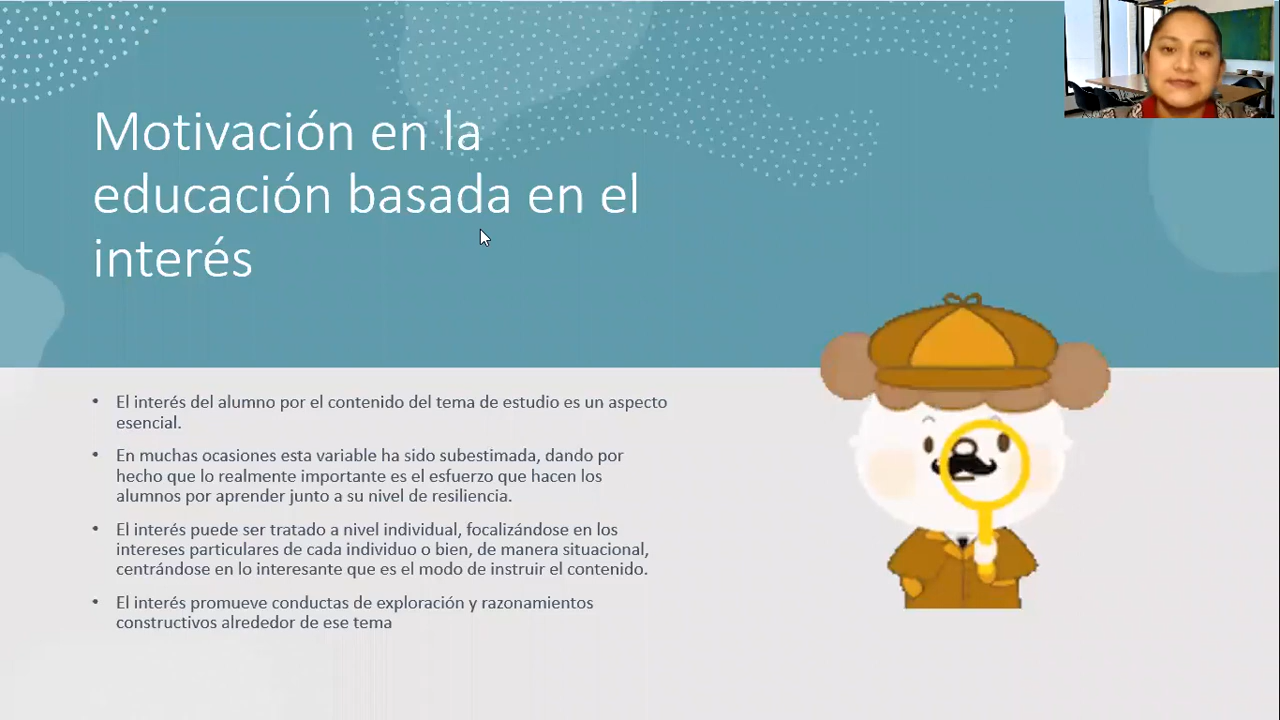 Motivación en la
educación basada en el
interés
• El interés del alumno por el contenido del tema de estudio es un aspecto
esencial.
• En muchas ocasiones esta variable ha sido subestimada, dando por
hecho que lo realmente importante es el esfuerzo que hacen los
alumnos por aprender junto a su nivel de resiliencia.
• El interés puede ser tratado a nivel individual, focalizándose en los
intereses particulares de cada individuo o bien, de manera situacional,
centrándose en lo interesante que es el modo de instruir el contenido.
• El interés promueve conductas de exploración y razonamientos
constructivos alrededor de ese tema